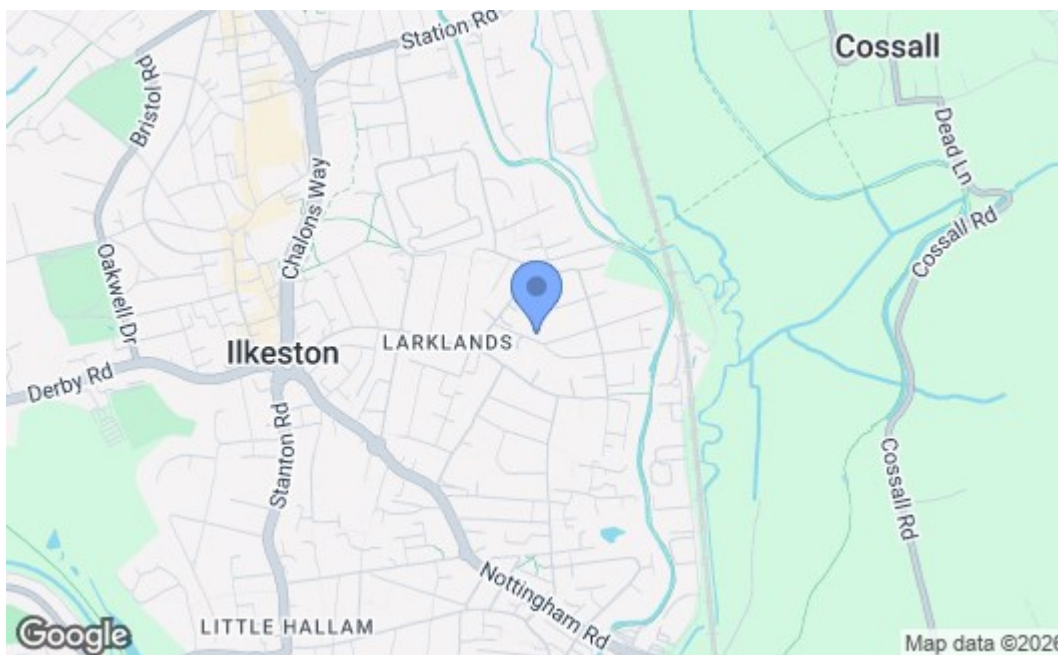 Station Rd
Cossall
Bristol Rd
Dead Ln
Chalons Way
Cossall Rd
Oakwell Dr
LARKLANDS
Ilkeston
Derby Rd
Stanton Rd
Cossall Rd
Nottingham Rd
LITTLE HALLAM
Google
Map data ©2026